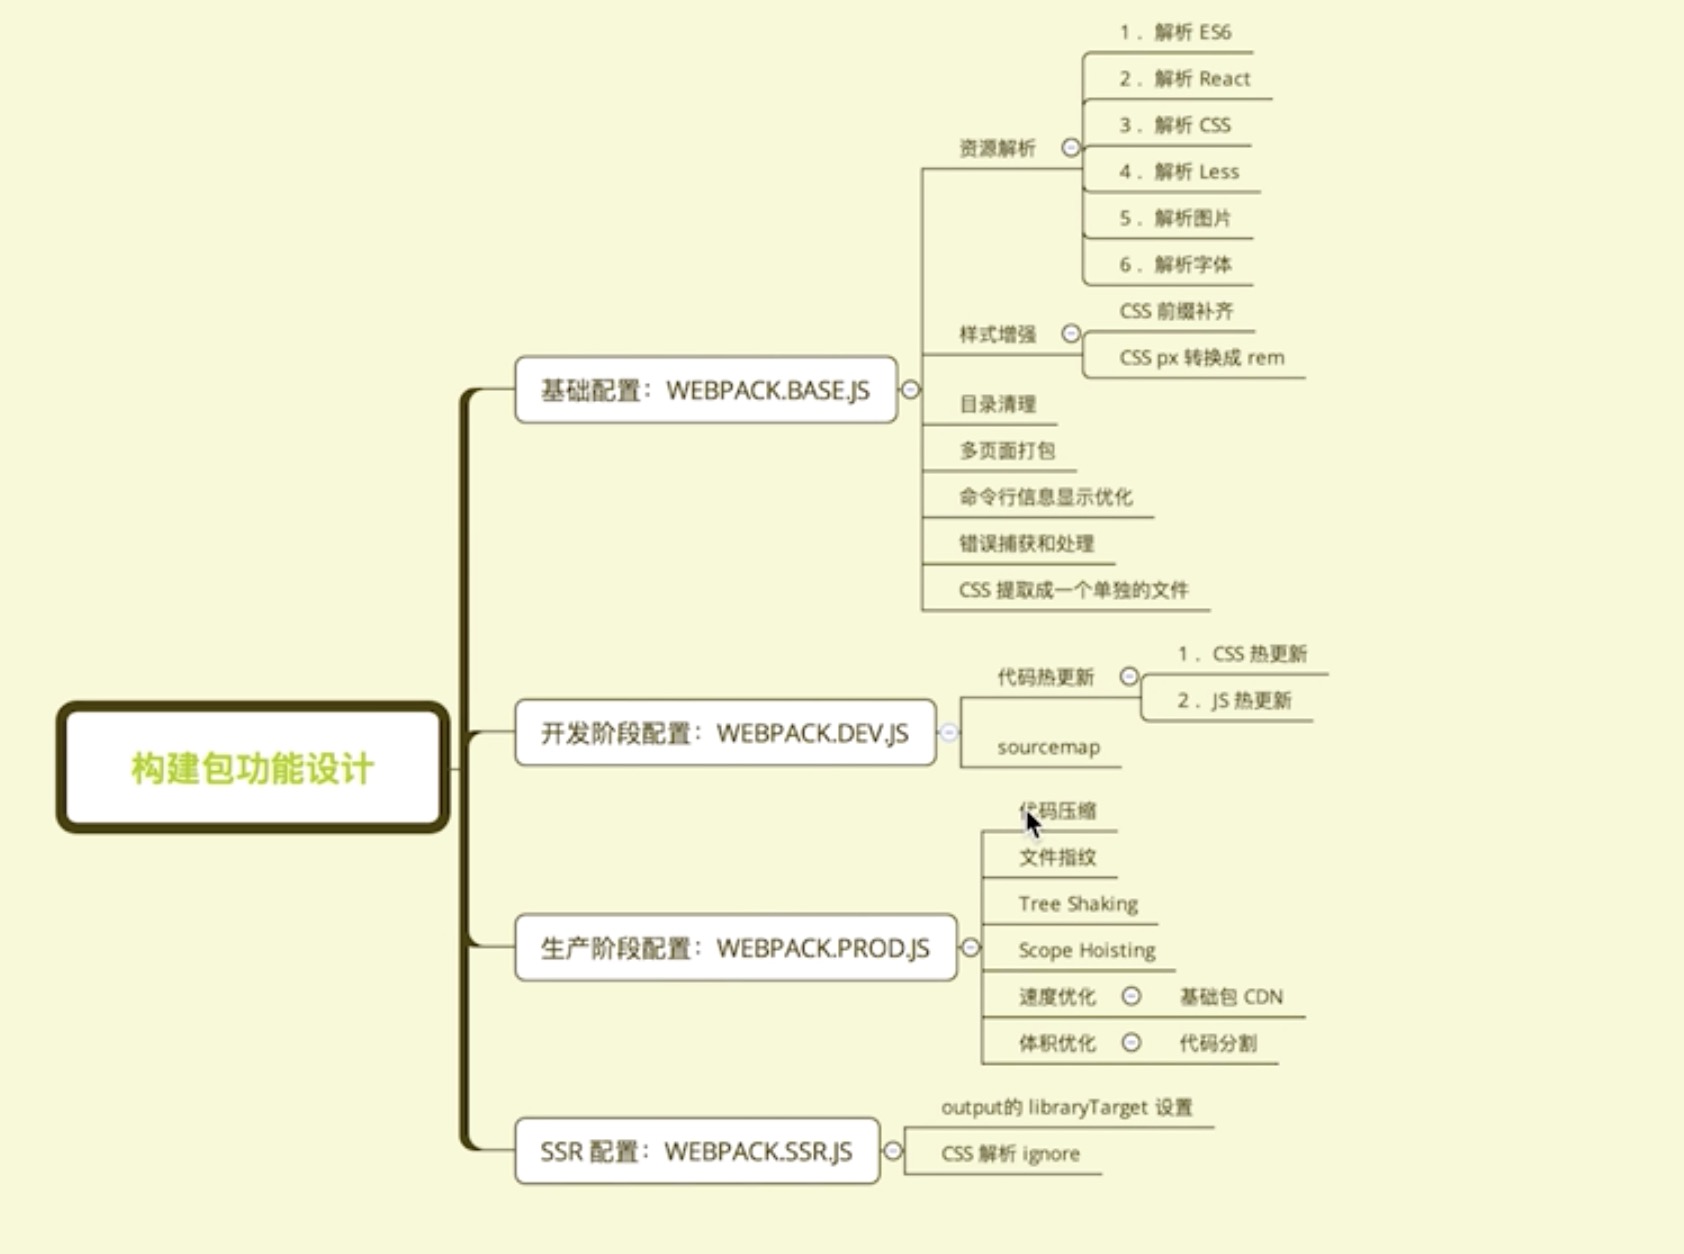 构建包功能设计
基础配置：WEBPACK.BASE.JS
资源解析
1．解析 ES6
2．解析 React
3．解析 CSS
4．解析 Less
5．解析图片
6．解析字体
样式增强
CSS 前缀补齐
CSS px 转换成 rem
目录清理
多页面打包
命令行信息显示优化
错误捕获和处理
CSS 提取成一个单独的文件
开发阶段配置：WEBPACK.DEV.JS
代码热更新
1．CSS 热更新
2．JS 热更新
sourcemap
生产阶段配置：WEBPACK.PROD.JS
代码压缩
文件指纹
Tree Shaking
Scope Hoisting
速度优化
基础包 CDN
体积优化
代码分割
SSR 配置：WEBPACK.SSR.JS
output的 libraryTarget 设置
CSS 解析 ignore